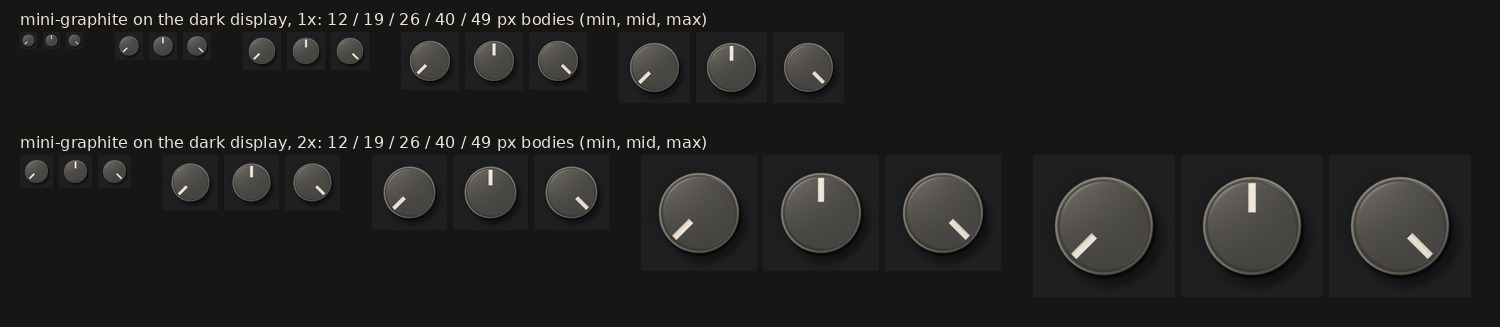 mini-graphite on the dark display, 1x: 12 / 19 / 26 / 40 / 49 px bodies (min, mid, max)
mini-graphite on the dark display, 2x: 12 / 19 / 26 / 40 / 49 px bodies (min, mid, max)